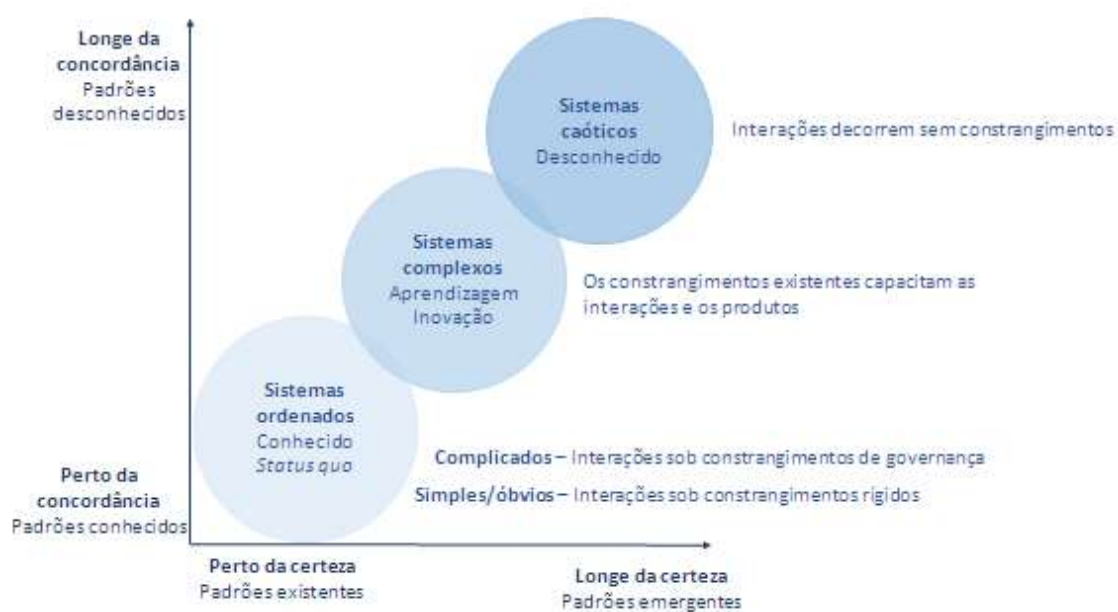 Longe da
concordância
Padrões
desconhecidos
Sistemas
caóticos
Desconhecido
Interações decorrem sem constrangimentos
Sistemas
complexos
Aprendizagem
Inovação
Os constrangimentos existentes capacitam as
interações e os produtos
Sistemas
ordenados
Conhecido
Status quo
Complicados – Interações sob constrangimentos de governança
Simples/óbvios – Interações sob constrangimentos rígidos
Perto da
concordância
Padrões conhecidos
Perto da certeza
Padrões existentes
Longe da certeza
Padrões emergentes